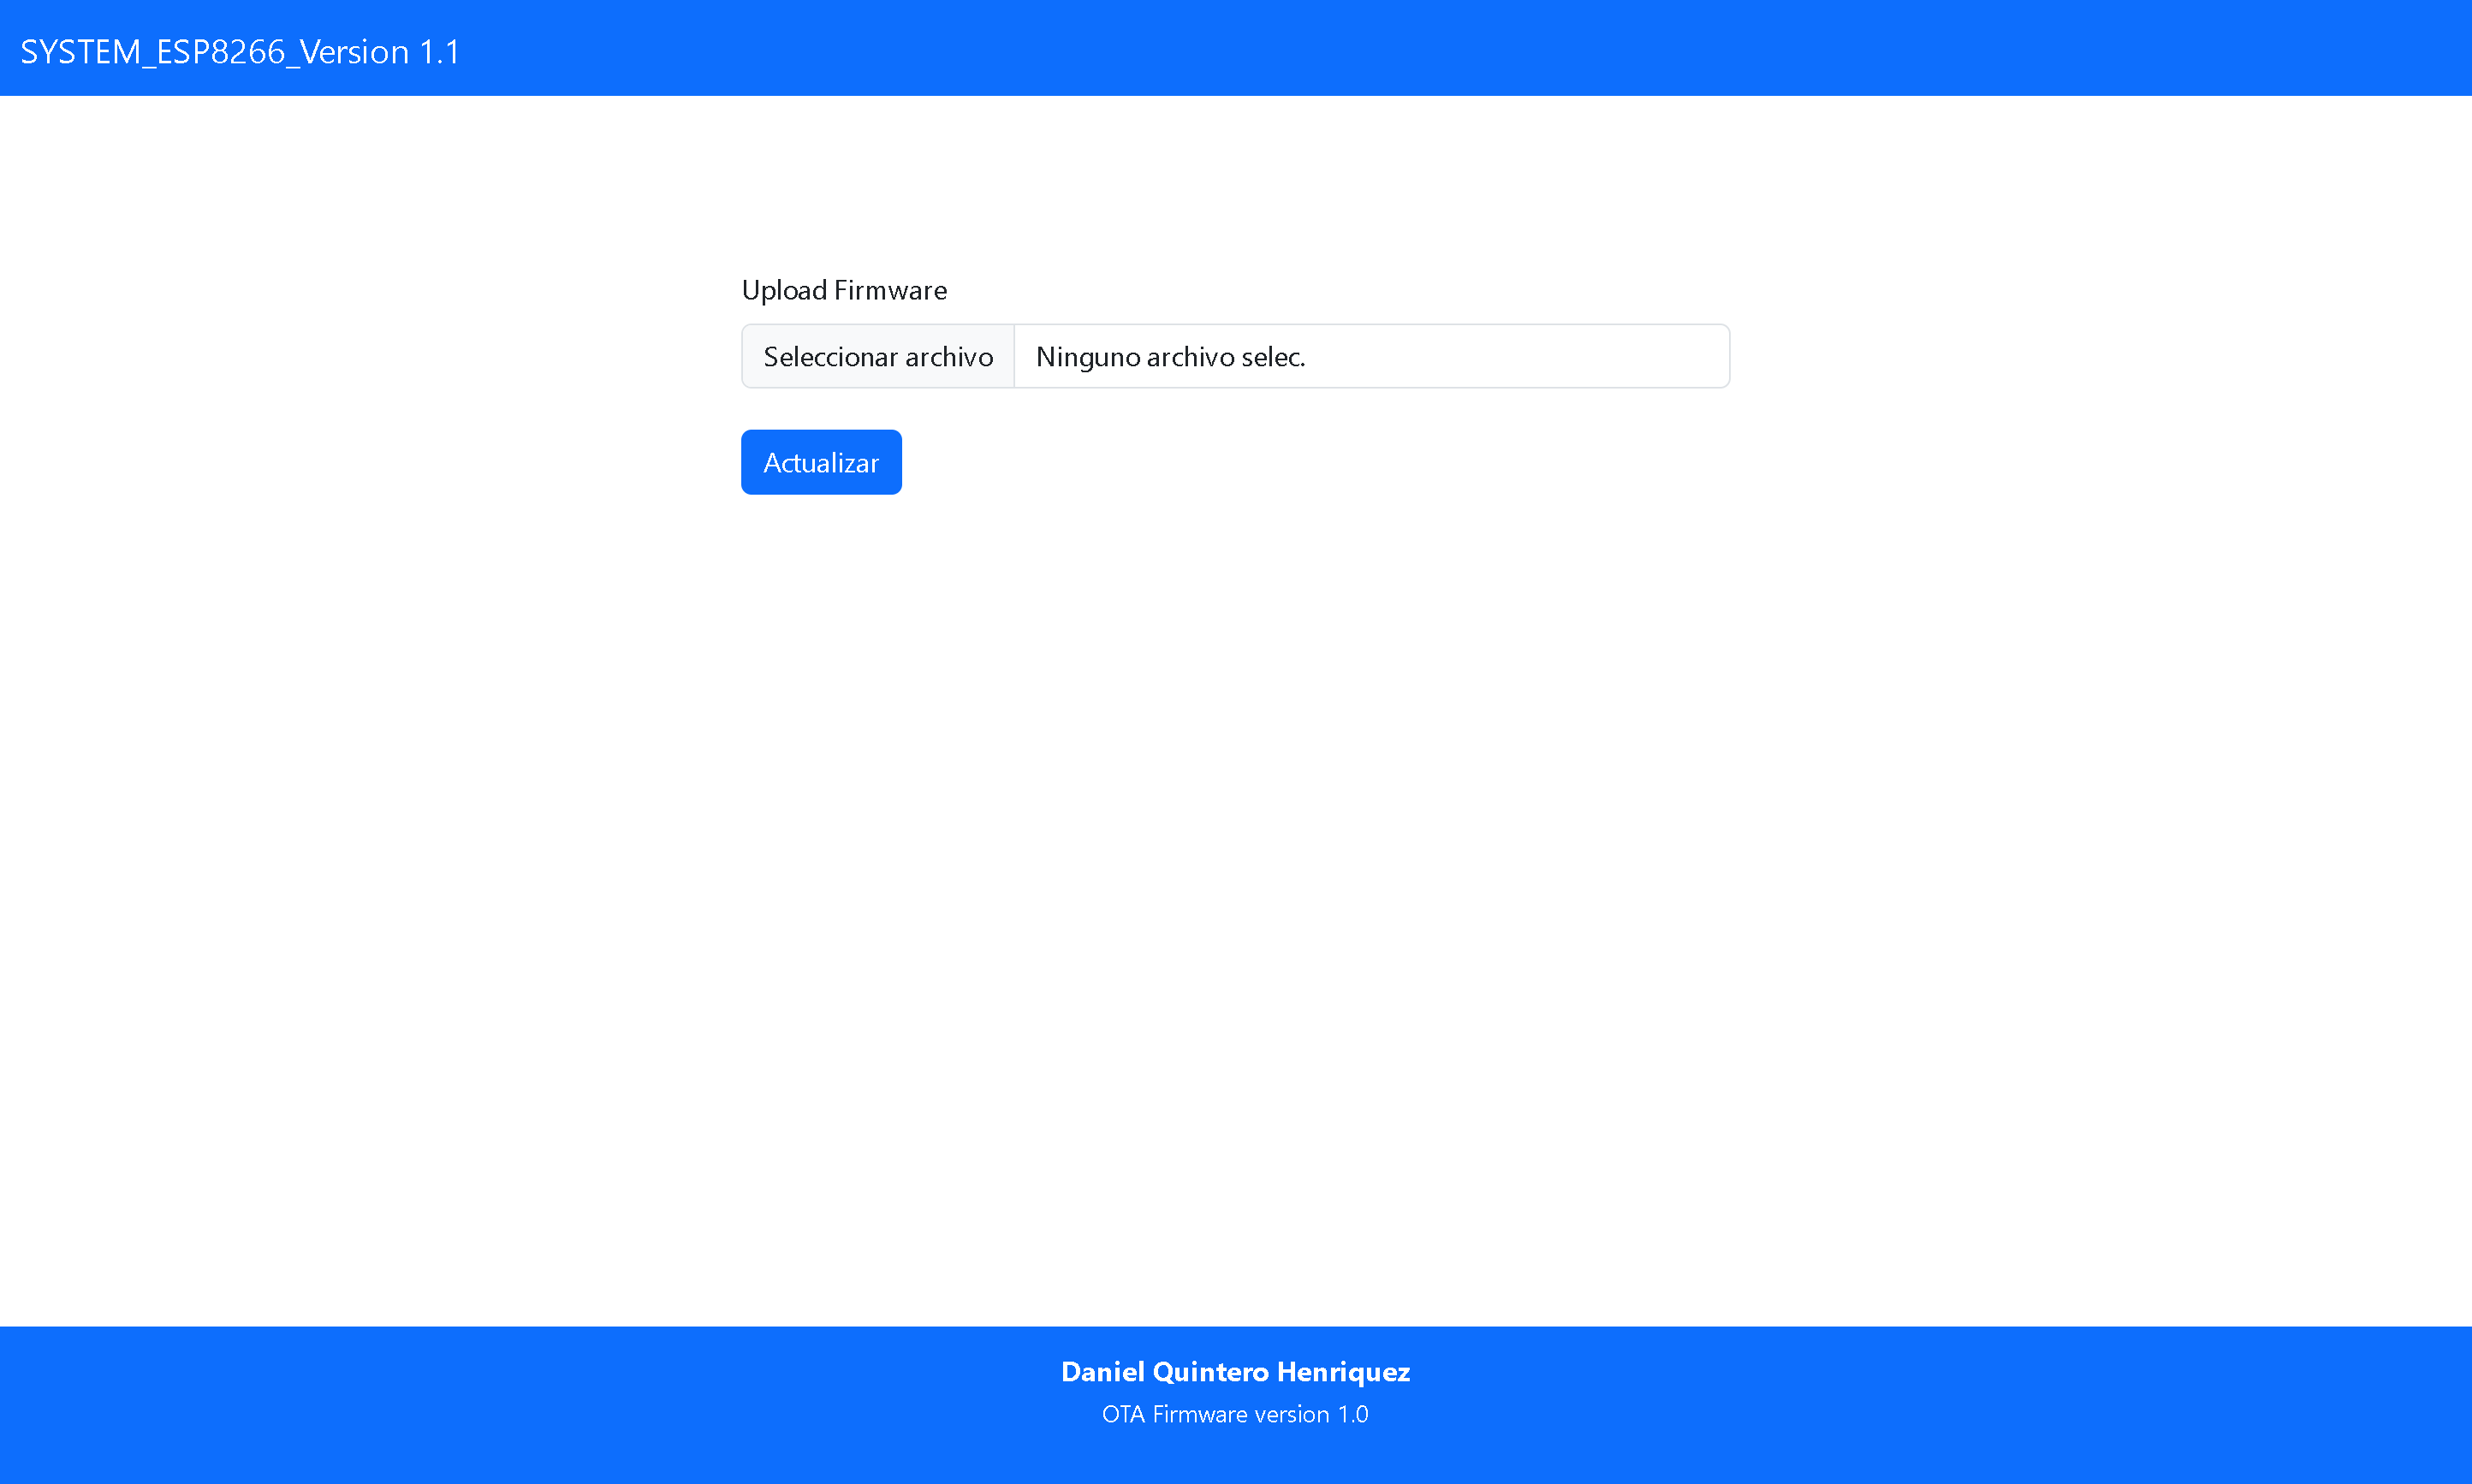 SYSTEM_ESP8266_Version 1.1
Upload Firmware
Seleccionar archivo Ninguno archivo selec.
Actualizar
Daniel Quintero Henriquez
OTA Firmware version 1.0